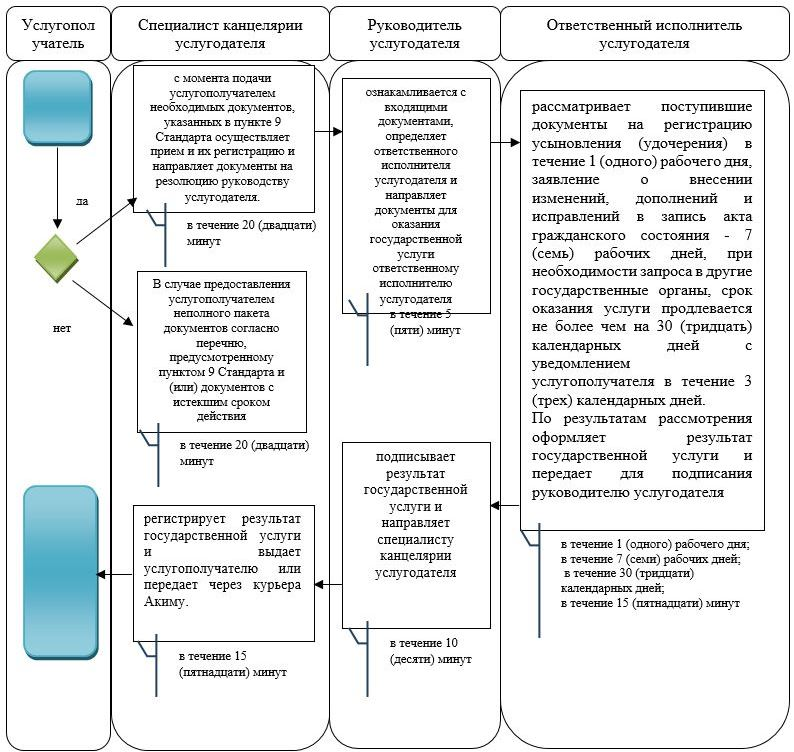 Услугопол
учатель
Специалист канцелярии
услугодателя
Руководитель
услугодателя
Ответственный исполнитель
услугодателя
да
нет
с момента подачи
услугополучателем
необходимых документов,
указанных в пункте 9
Стандарта осуществляет
прием и их регистрацию и
направляет документы на
резолюцию руководству
услугодателя.
в течение 20 (двадцати)
минут
В случае предоставления
услугополучателем
неполного пакета
документов согласно
перечню,
предусмотренному
пунктом 9 Стандарта и
(или) документов с
истекшим сроком
действия
в течение 20 (двадцати)
минут
ознакамливается с
входящими
документами,
определяет
ответственного
исполнителя
услугодателя и
направляет
документы для
оказания
государственной
услуги
ответственному
исполнителю
услугодателя
в течение 5
(пяти) минут
рассматривает поступившие
документы на регистрацию
усыновления (удочерения) в
течение 1 (одного) рабочего дня,
заявление о внесении
изменений, дополнений и
исправлений в запись акта
гражданского состояния - 7
(семь) рабочих дней, при
необходимости запроса в другие
государственные органы, срок
оказания услуги продлевается
не более чем на 30 (тридцать)
календарных дней с
уведомлением
услугополучателя в течение 3
(трех) календарных дней.
По результатам рассмотрения
оформляет результат
государственной услуги и
передает для подписания
руководителю услугодателя
в течение 1 (одного) рабочего дня;
в течение 7 (семи) рабочих дней;
в течение 30 (тридцати)
календарных дней;
в течение 15 (пятнадцати) минут
подписывает
результат
государственной
услуги и
направляет
специалисту
канцелярии
услугодателя
в течение 10
(десяти) минут
регистрирует результат
государственной услуги
и выдает
услугополучателю или
передает через курьера
Акиму.
в течение 15
(пятнадцати) минут